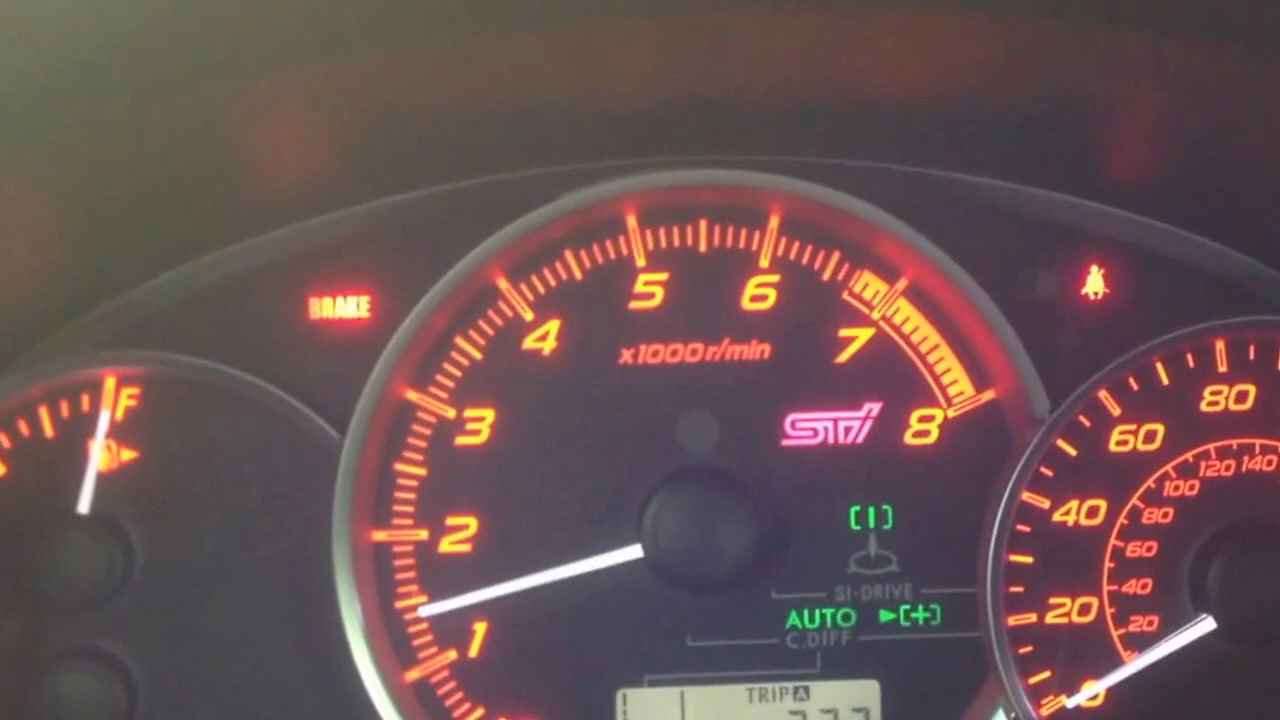 BRAKE
F
1
2
3
4
5
6
7
8
x1000r/min
STI
[I]
SI-DRIVE
AUTO ►[+]
C.DIFF
TRIP A
0
20
40
60
80
20
40
60
80
100
120
140